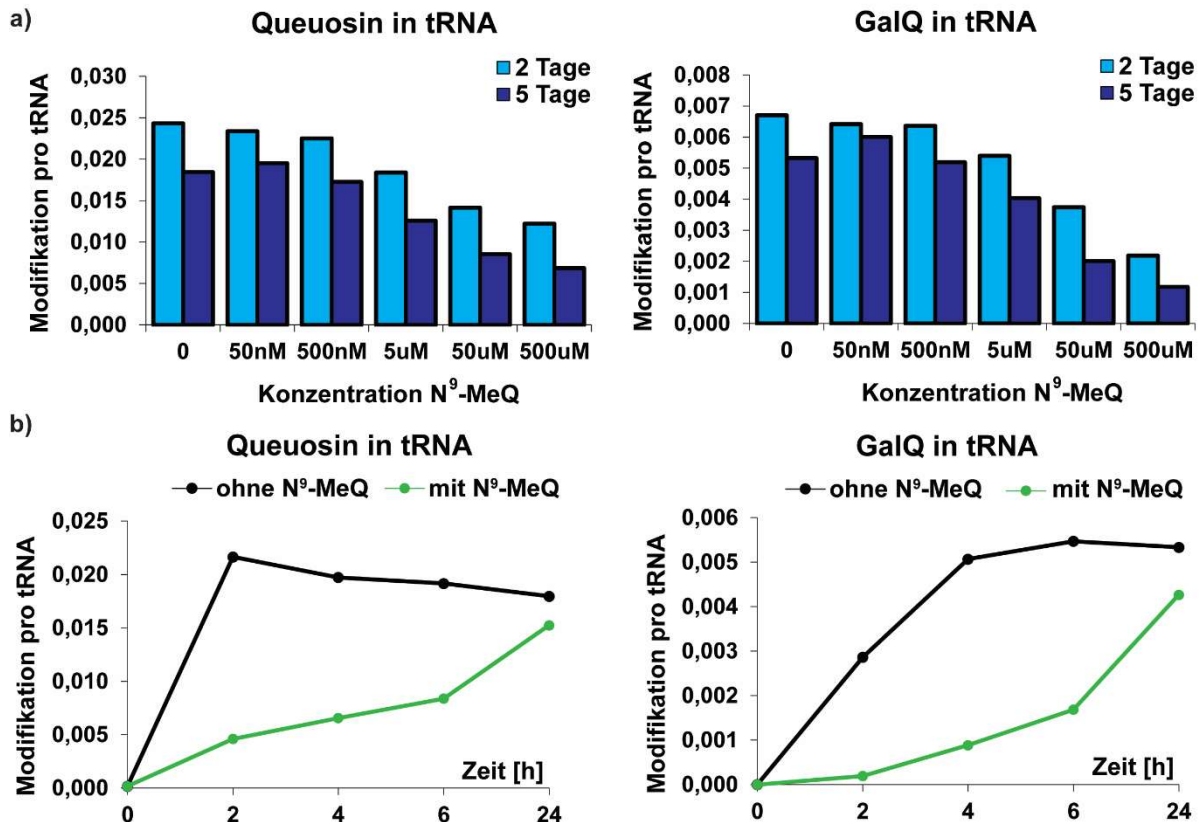 a)
Queuosin in tRNA
2 Tage
5 Tage
Modifikation pro tRNA
0,030
0,025
0,020
0,015
0,010
0,005
0,000
0 50nM 500nM 5uM 50uM 500uM
Konzentration N⁹-MeQ
GalQ in tRNA
2 Tage
5 Tage
Modifikation pro tRNA
0,008
0,007
0,006
0,005
0,004
0,003
0,002
0,001
0,000
0 50nM 500nM 5uM 50uM 500uM
Konzentration N⁹-MeQ
b)
Queuosin in tRNA
ohne N⁹-MeQ mit N⁹-MeQ
Modifikation pro tRNA
0,025
0,020
0,015
0,010
0,005
0,000
Zeit [h]
0 2 4 6 24
GalQ in tRNA
ohne N⁹-MeQ mit N⁹-MeQ
Modifikation pro tRNA
0,006
0,005
0,004
0,003
0,002
0,001
0,000
Zeit [h]
0 2 4 6 24